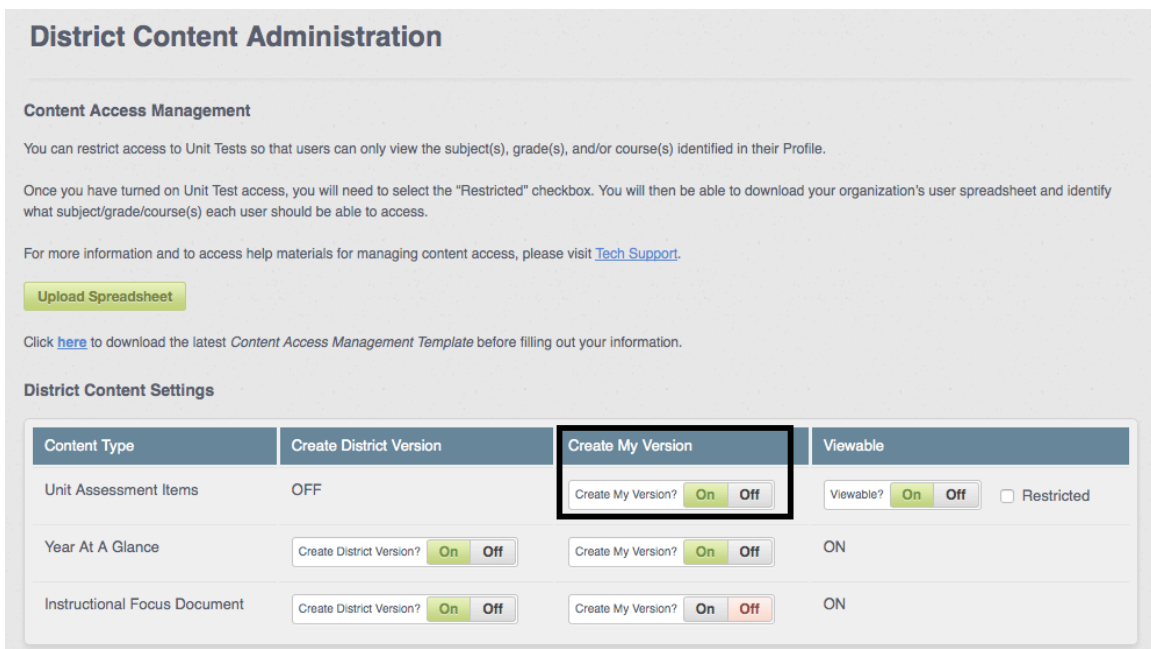 District Content Administration
Content Access Management
You can restrict access to Unit Tests so that users can only view the subject(s), grade(s), and/or course(s) identified in their Profile.
Once you have turned on Unit Test access, you will need to select the “Restricted” checkbox. You will then be able to download your organization’s user spreadsheet and identify
what subject/grade/course(s) each user should be able to access.
For more information and to access help materials for managing content access, please visit Tech Support.
Upload Spreadsheet
Click here to download the latest Content Access Management Template before filling out your information.
District Content Settings
Content Type Create District Version Create My Version Viewable
Unit Assessment Items OFF Create My Version? On Off Viewable? On Off Restricted
Year At A Glance Create District Version? On Off Create My Version? On Off ON
Instructional Focus Document Create District Version? On Off Create My Version? On Off ON